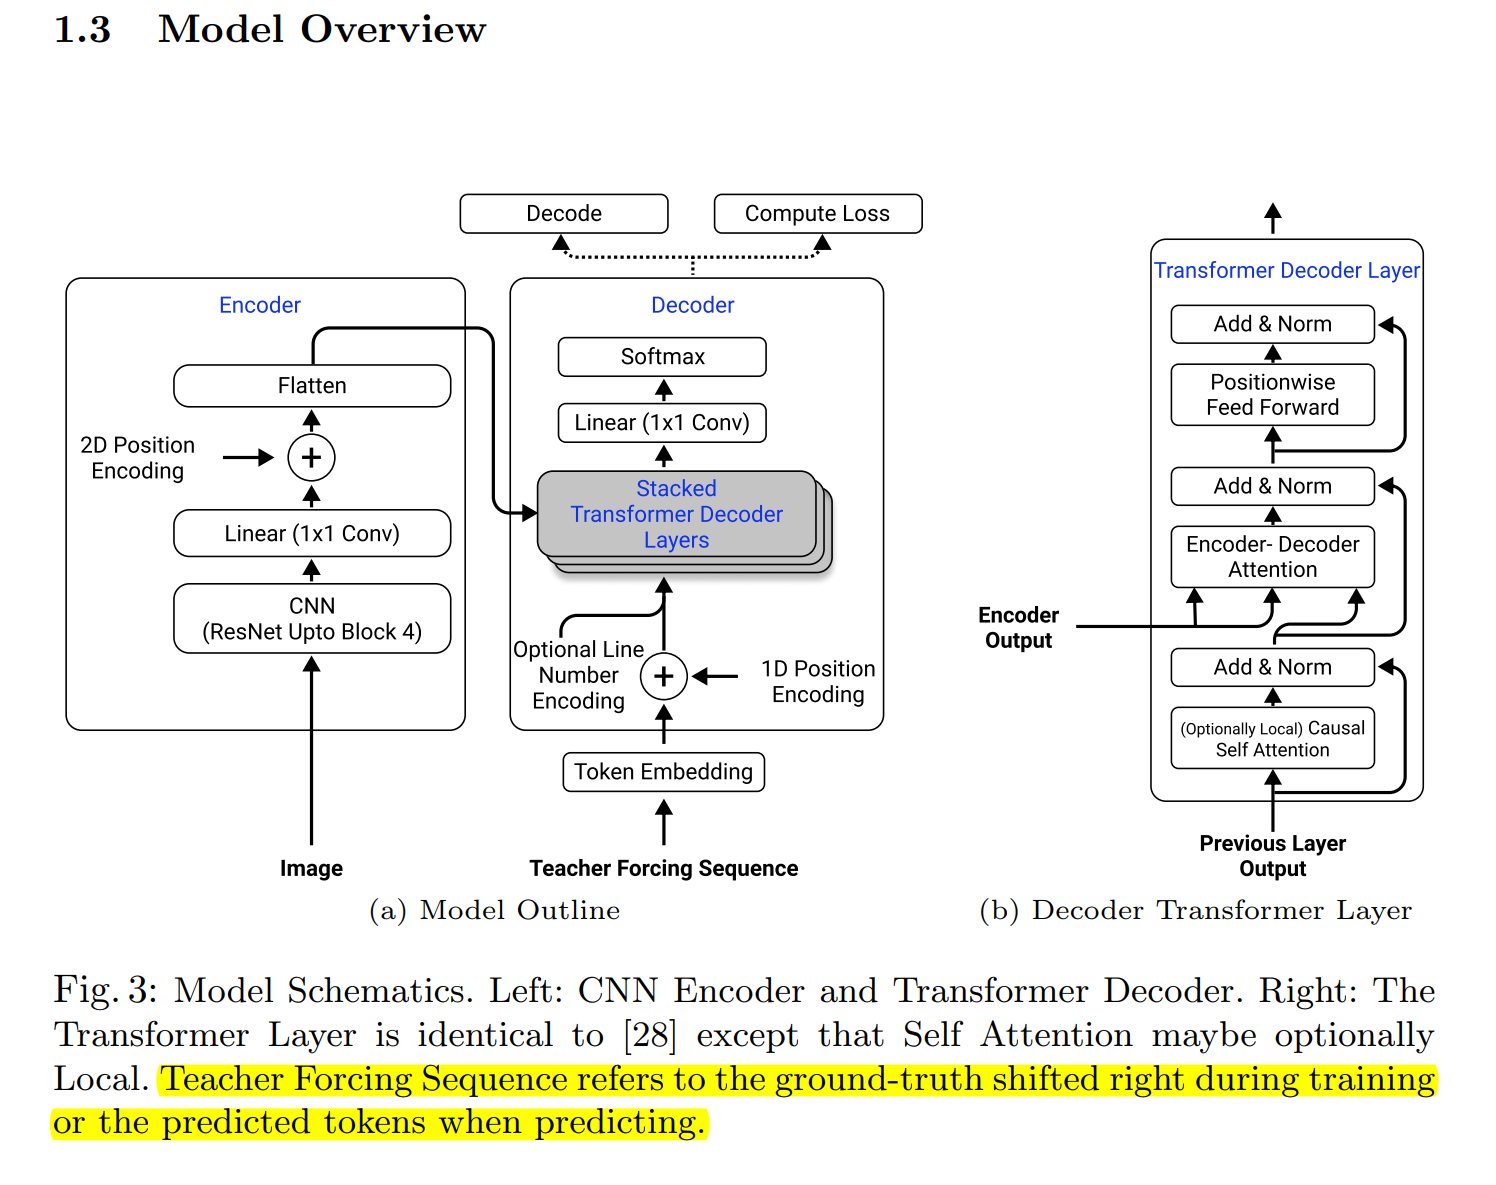 1.3 Model Overview
Decode
Compute Loss
Encoder
Flatten
2D Position
Encoding
+
Linear (1x1 Conv)
CNN
(ResNet Upto Block 4)
Image
Decoder
Softmax
Linear (1x1 Conv)
Stacked
Transformer Decoder
Layers
Optional Line
Number
Encoding
+
1D Position
Encoding
Token Embedding
Teacher Forcing Sequence
(a) Model Outline
Transformer Decoder Layer
Add & Norm
Positionwise
Feed Forward
Add & Norm
Encoder- Decoder
Attention
Encoder
Output
Add & Norm
(Optionally Local) Causal
Self Attention
Previous Layer
Output
(b) Decoder Transformer Layer
Fig. 3: Model Schematics. Left: CNN Encoder and Transformer Decoder. Right: The
Transformer Layer is identical to [28] except that Self Attention maybe optionally
Local. Teacher Forcing Sequence refers to the ground-truth shifted right during training
or the predicted tokens when predicting.